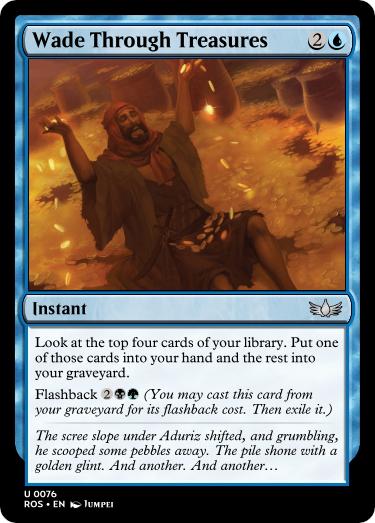 Wade Through Treasures 2
Instant
Look at the top four cards of your library. Put one
of those cards into your hand and the rest into
your graveyard.
Flashback 2 (You may cast this card from
your graveyard for its flashback cost. Then exile it.)
The scree slope under Aduriz shifted, and grumbling,
he scooped some pebbles away. The pile shone with a
golden glint. And another. And another…
U 0076
ROS • EN Jumpei